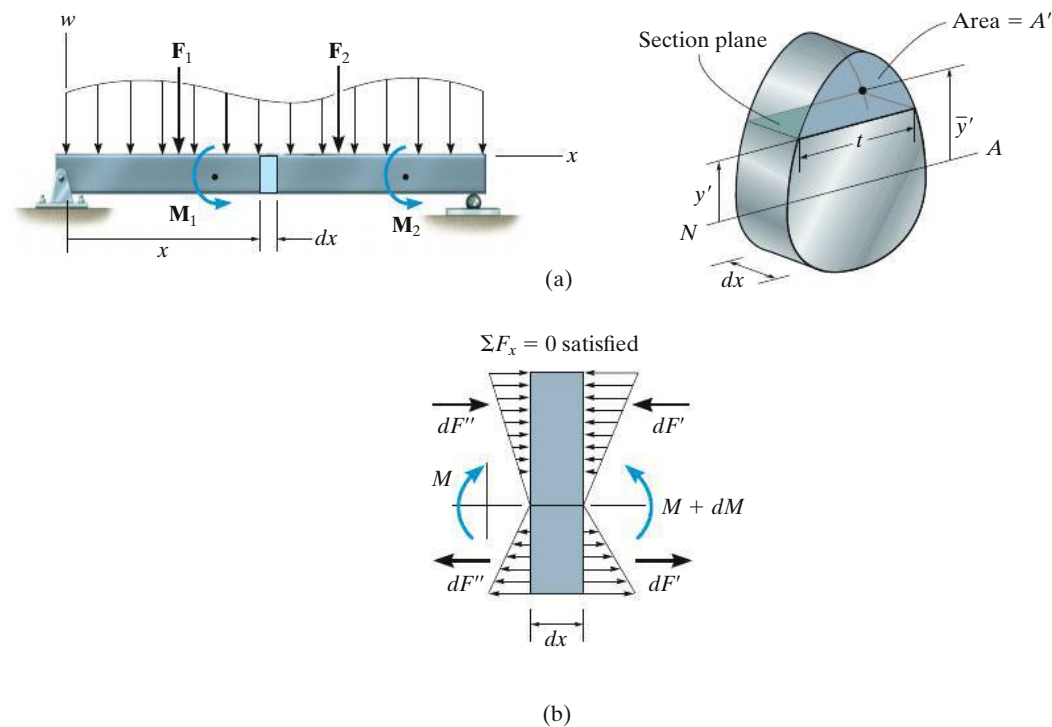 w
F₁
F₂
x
M₁
M₂
x
dx
(a)
Section plane
Area = A′
y̅′
t
A
y′
N
dx
ΣFₓ = 0 satisfied
dF″
dF′
M
M + dM
dF″
dF′
dx
(b)